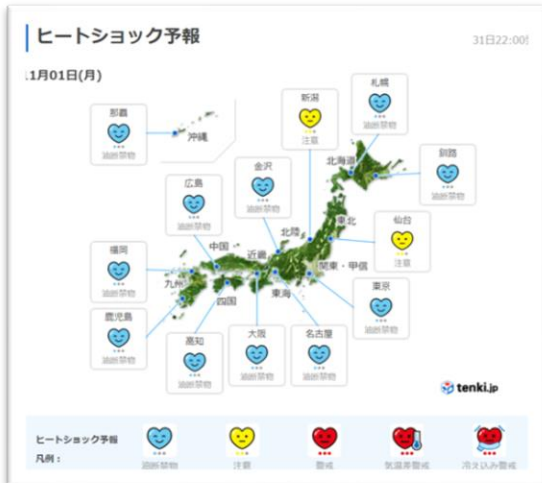 ヒートショック予報
31日22:00
11月01日(月)
札幌
油断禁物
新潟
注意
那覇
油断禁物
沖縄
北海道
釧路
油断禁物
金沢
油断禁物
広島
油断禁物
仙台
注意
東北
北陸
福岡
油断禁物
中国
近畿
関東・甲信
東京
油断禁物
九州
四国
東海
鹿児島
油断禁物
高知
油断禁物
大阪
油断禁物
名古屋
油断禁物
tenki.jp
ヒートショック予報
凡例：
油断禁物
注意
警戒
気温差警戒
冷え込み警戒